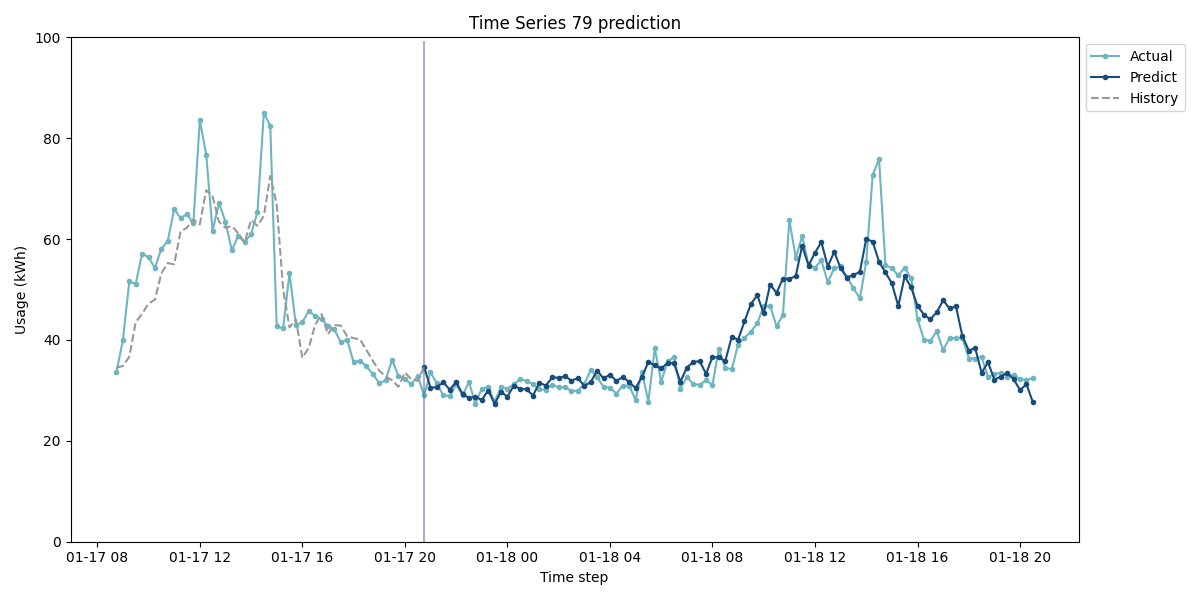 Time Series 79 prediction
100
80
60
40
20
0
Usage (kWh)
01-17 08
01-17 12
01-17 16
01-17 20
01-18 00
01-18 04
01-18 08
01-18 12
01-18 16
01-18 20
Time step
Actual
Predict
History